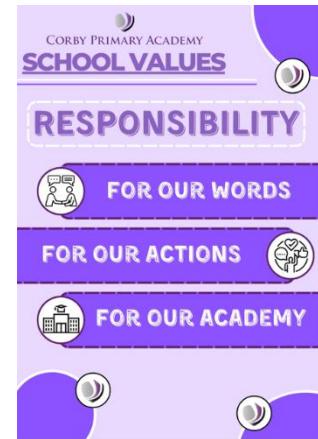 CORBY PRIMARY ACADEMY
SCHOOL VALUES
RESPONSIBILITY
FOR OUR WORDS
FOR OUR ACTIONS
FOR OUR ACADEMY